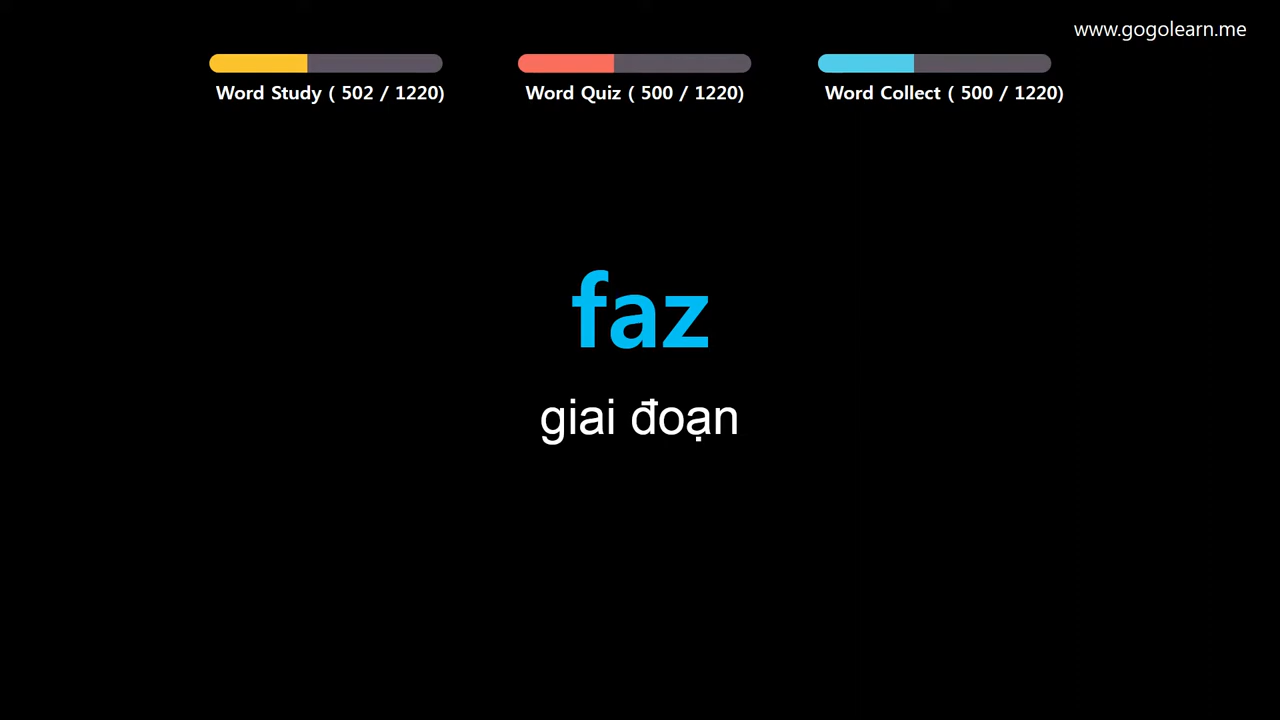 www.gogolearn.me
Word Study ( 502 / 1220)
Word Quiz ( 500 / 1220)
Word Collect ( 500 / 1220)
faz
giai đoạn